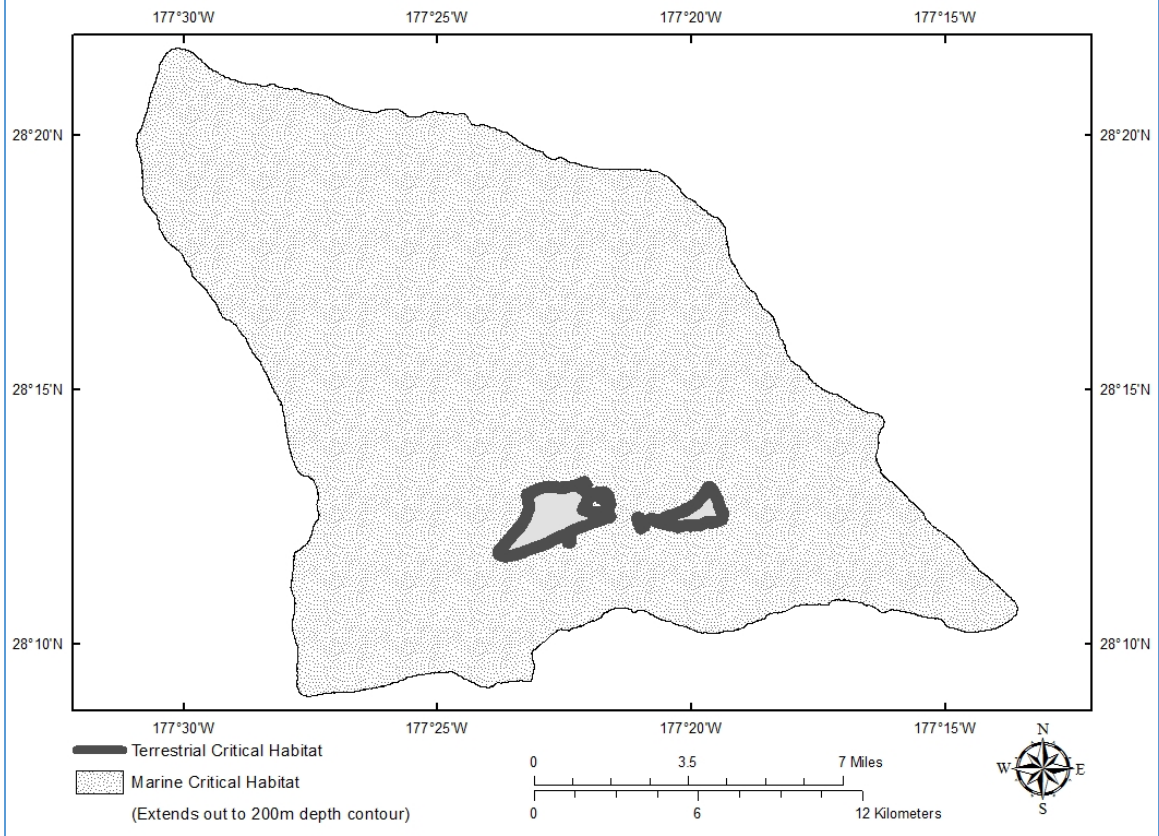 177°30'W 177°25'W 177°20'W 177°15'W
28°20'N 28°20'N
28°15'N 28°15'N
28°10'N 28°10'N
177°30'W 177°25'W 177°20'W 177°15'W
Terrestrial Critical Habitat
Marine Critical Habitat
(Extends out to 200m depth contour)
0 3.5 7 Miles
0 6 12 Kilometers
N
W E
S